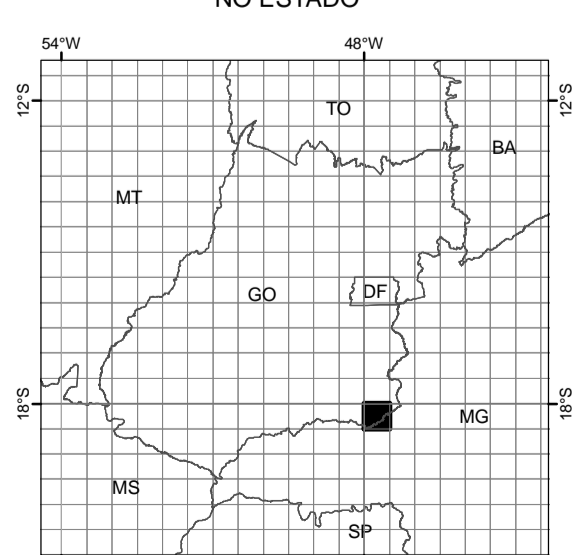 NO ESTADO
54°W 48°W
12°S TO 12°S
BA
MT
GO DF
18°S MG 18°S
MS
SP